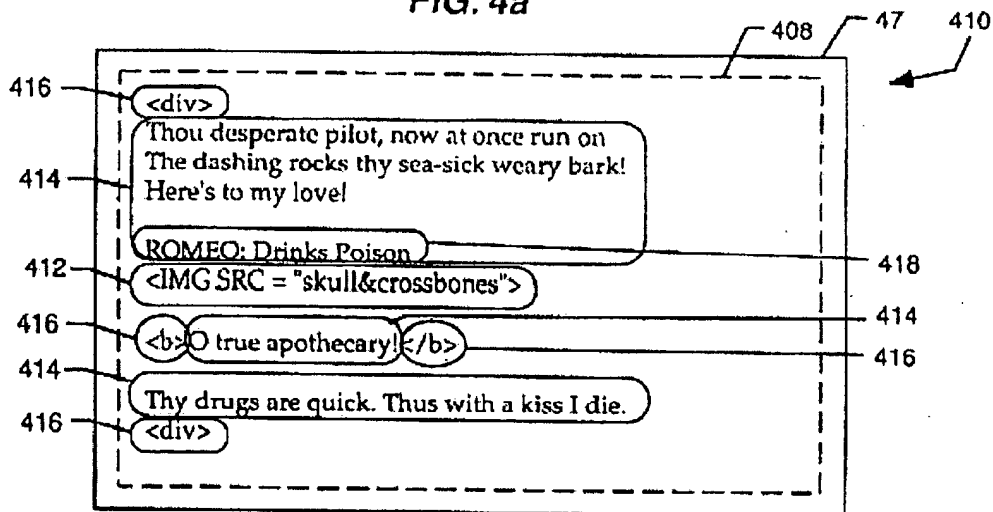 FIG. 4a
408
47
410
416
<div>
Thou desperate pilot, now at once run on
The dashing rocks thy sea-sick weary bark!
414
Here's to my love!
ROMEO: Drinks Poison
418
412
<IMG SRC = "skull&crossbones">
414
416
<b>O true apothecary!</b>
416
414
Thy drugs are quick. Thus with a kiss I die.
416
<div>